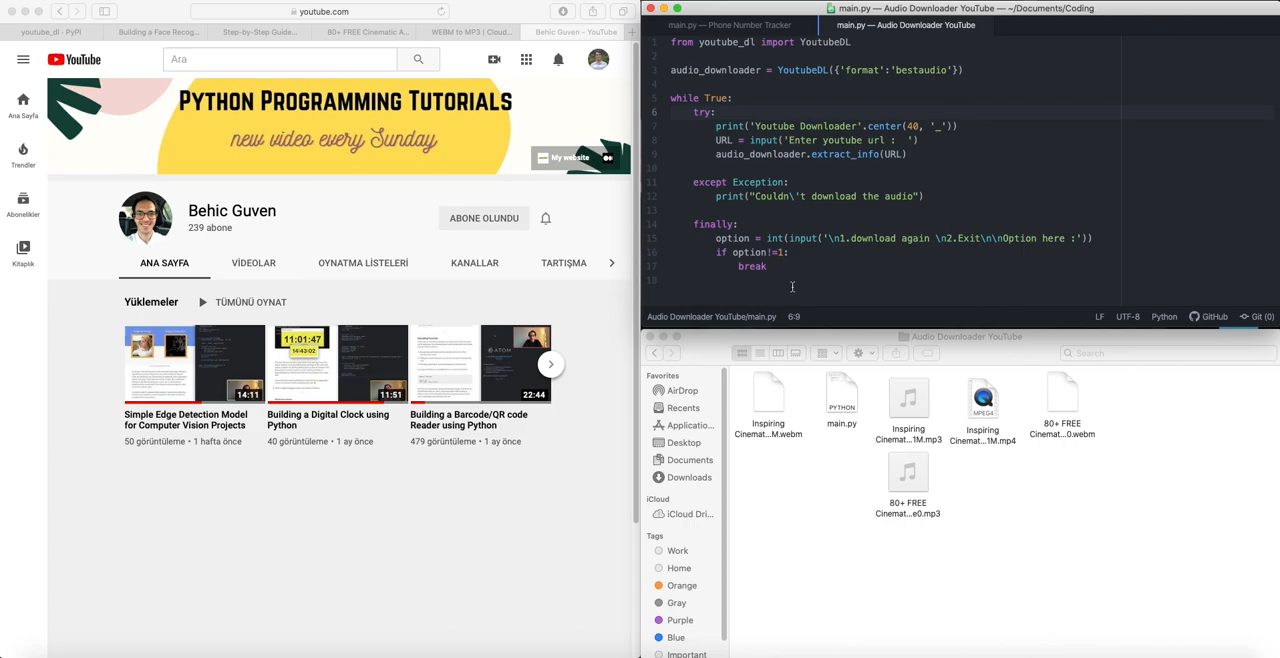 youtube.com
youtube_dl · PyPI
Building a Face Recog...
Step-by-Step Guide...
80+ FREE Cinematic A...
WEBM to MP3 | Cloud...
Behic Guven - YouTube
YouTube
Ara
Ana Sayfa
Trendler
Abonelikler
Kitaplık
PYTHON PROGRAMMING TUTORIALS
new video every Sunday
My website
Behic Guven
239 abone
ABONE OLUNDU
ANA SAYFA
VİDEOLAR
OYNATMA LİSTELERİ
KANALLAR
TARTIŞMA
Yüklemeler
TÜMÜNÜ OYNAT
14:11
11:01:47
14:43:02
11:51
ATOM
22:44
Simple Edge Detection Model
for Computer Vision Projects
50 görüntüleme • 1 hafta önce
Building a Digital Clock using
Python
40 görüntüleme • 1 ay önce
Building a Barcode/QR code
Reader using Python
479 görüntüleme • 1 ay önce
main.py — Audio Downloader YouTube — ~/Documents/Coding
main.py — Phone Number Tracker
main.py — Audio Downloader YouTube
1 from youtube_dl import YoutubeDL
2
3 audio_downloader = YoutubeDL({'format':'bestaudio'})
4
5 while True:
6 try:
7 print('Youtube Downloader'.center(40, '_'))
8 URL = input('Enter youtube url :  ')
9 audio_downloader.extract_info(URL)
10
11 except Exception:
12 print("Couldn\'t download the audio")
13
14 finally:
15 option = int(input('\n1.download again \n2.Exit\n\nOption here :'))
16 if option!=1:
17 break
18
Audio Downloader YouTube/main.py
6:9
LF
UTF-8
Python
GitHub
Git (0)
Audio Downloader YouTube
Search
Favorites
AirDrop
Recents
Applicatio...
Desktop
Documents
Downloads
iCloud
iCloud Dri...
Tags
Work
Home
Orange
Gray
Purple
Blue
Important
Inspiring
Cinemat...M.webm
PYTHON
main.py
Inspiring
Cinemat...1M.mp3
MPEG4
Inspiring
Cinemat...1M.mp4
80+ FREE
Cinemat...0.webm
80+ FREE
Cinemat...e0.mp3